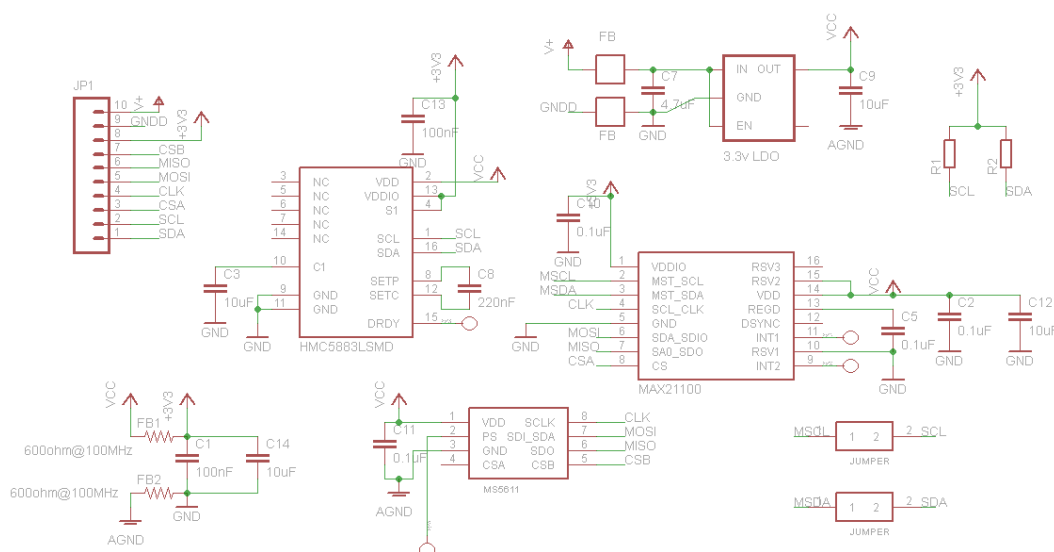 JP1
10
9
8
7
6
5
4
3
2
1
V+
GNDD
+3V3
CSB
MISO
MOSI
CLK
CSA
SCL
SDA
+3V3
C13
100nF
GND
VCC
3 NC
5 NC
6 NC
7 NC
14 NC
10 C1
9 GND
11 GND
VDD 2
VDDIO 13
S1 4
SCL 1 SCL
SDA 16 SDA
SETP 8
SETC 12
DRDY 15
HMC5883LSMD
C3
10uF
GND
GND
C8
220nF
V+
FB
GNDD
FB
C7
4.7uF
GND
IN OUT
GND
EN
3.3v LDO
VCC
C9
10uF
AGND
+3V3
R1
R2
SCL
SDA
+3V3
C10
0.1uF
GND
MSCL
MSDA
CLK
GND
MOSI
MISO
CSA
1 VDDIO
2 MST_SCL
3 MST_SDA
4 SCL_CLK
5 GND
6 SDA_SDIO
7 SA0_SDO
8 CS
RSV3 16
RSV2 15
VDD 14
REGD 13
DSYNC 12
INT1 11
RSV1 10
INT2 9
MAX21100
VCC
C5
0.1uF
GND
C2
0.1uF
GND
C12
10uF
GND
VCC
+3V3
FB1
600ohm@100MHz
C1
100nF
C14
10uF
FB2
600ohm@100MHz
GND
AGND
VCC
C11
0.1uF
AGND
1 VDD
2 PS
3 GND
4 CSA
SCLK 8 CLK
SDI_SDA 7 MOSI
SDO 6 MISO
CSB 5 CSB
MS5611
MSCL 1 1 2 2 SCL
JUMPER
MSDA 1 1 2 2 SDA
JUMPER